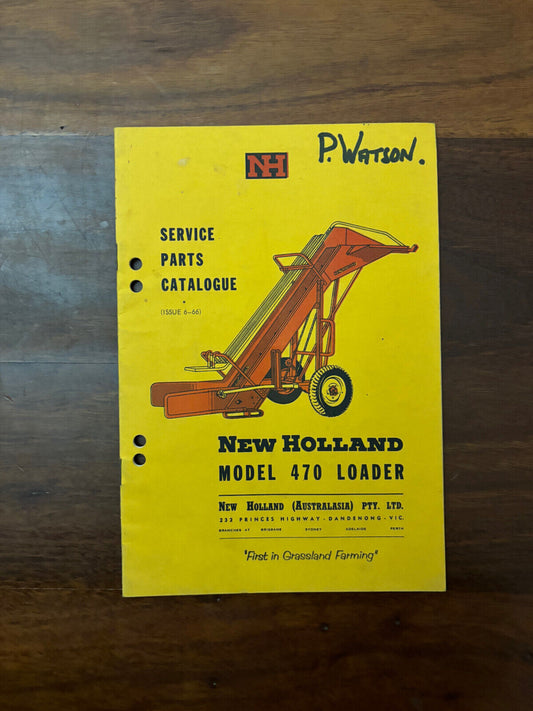 P. WATSON.
NH
SERVICE
PARTS
CATALOGUE
(ISSUE 6-66)
NEW HOLLAND
MODEL 470 LOADER
NEW HOLLAND (AUSTRALASIA) PTY. LTD.
232 PRINCES HIGHWAY - DANDENONG - VIC.
BRANCHES AT BRISBANE SYDNEY ADELAIDE PERTH
"First in Grassland Farming"